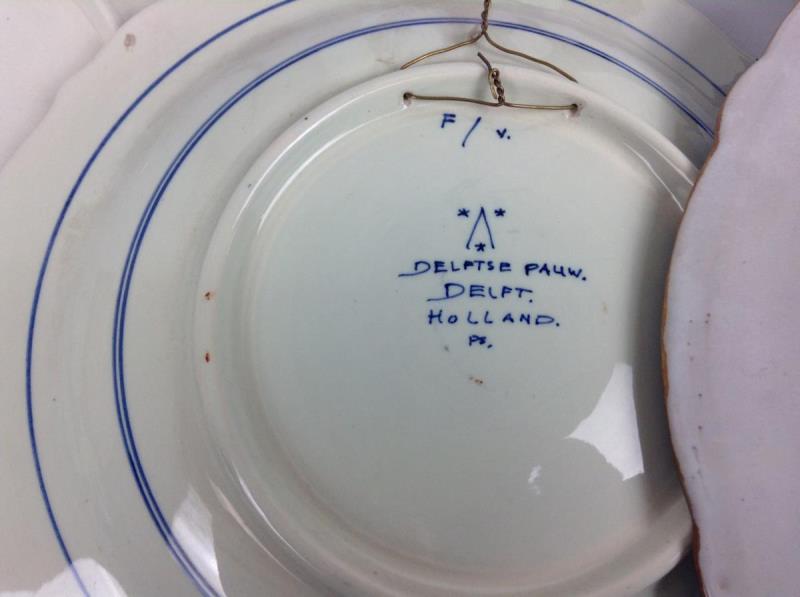 F / v.
* Λ *
*
DELFTSE PAUW.
DELFT.
HOLLAND.
PS.